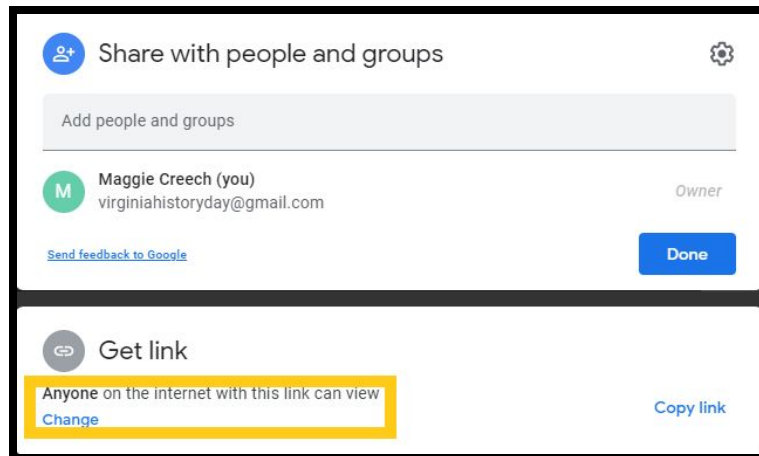 Share with people and groups
Add people and groups
M
Maggie Creech (you)
virginiahistoryday@gmail.com
Owner
Send feedback to Google
Done
Get link
Anyone on the internet with this link can view
Change
Copy link